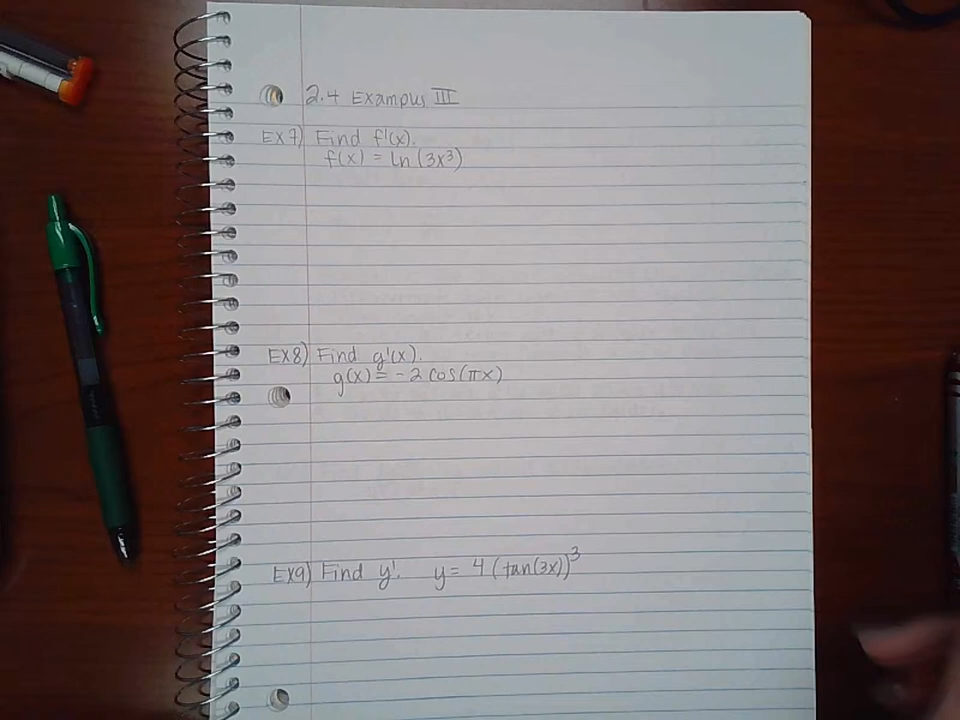 2.4 Examples III
EX7) Find f'(x).
f(x) = ln(3x³)
EX8) Find g'(x).
g(x) = -2 cos(πx)
EX9) Find y'. y = 4(tan(3x))³